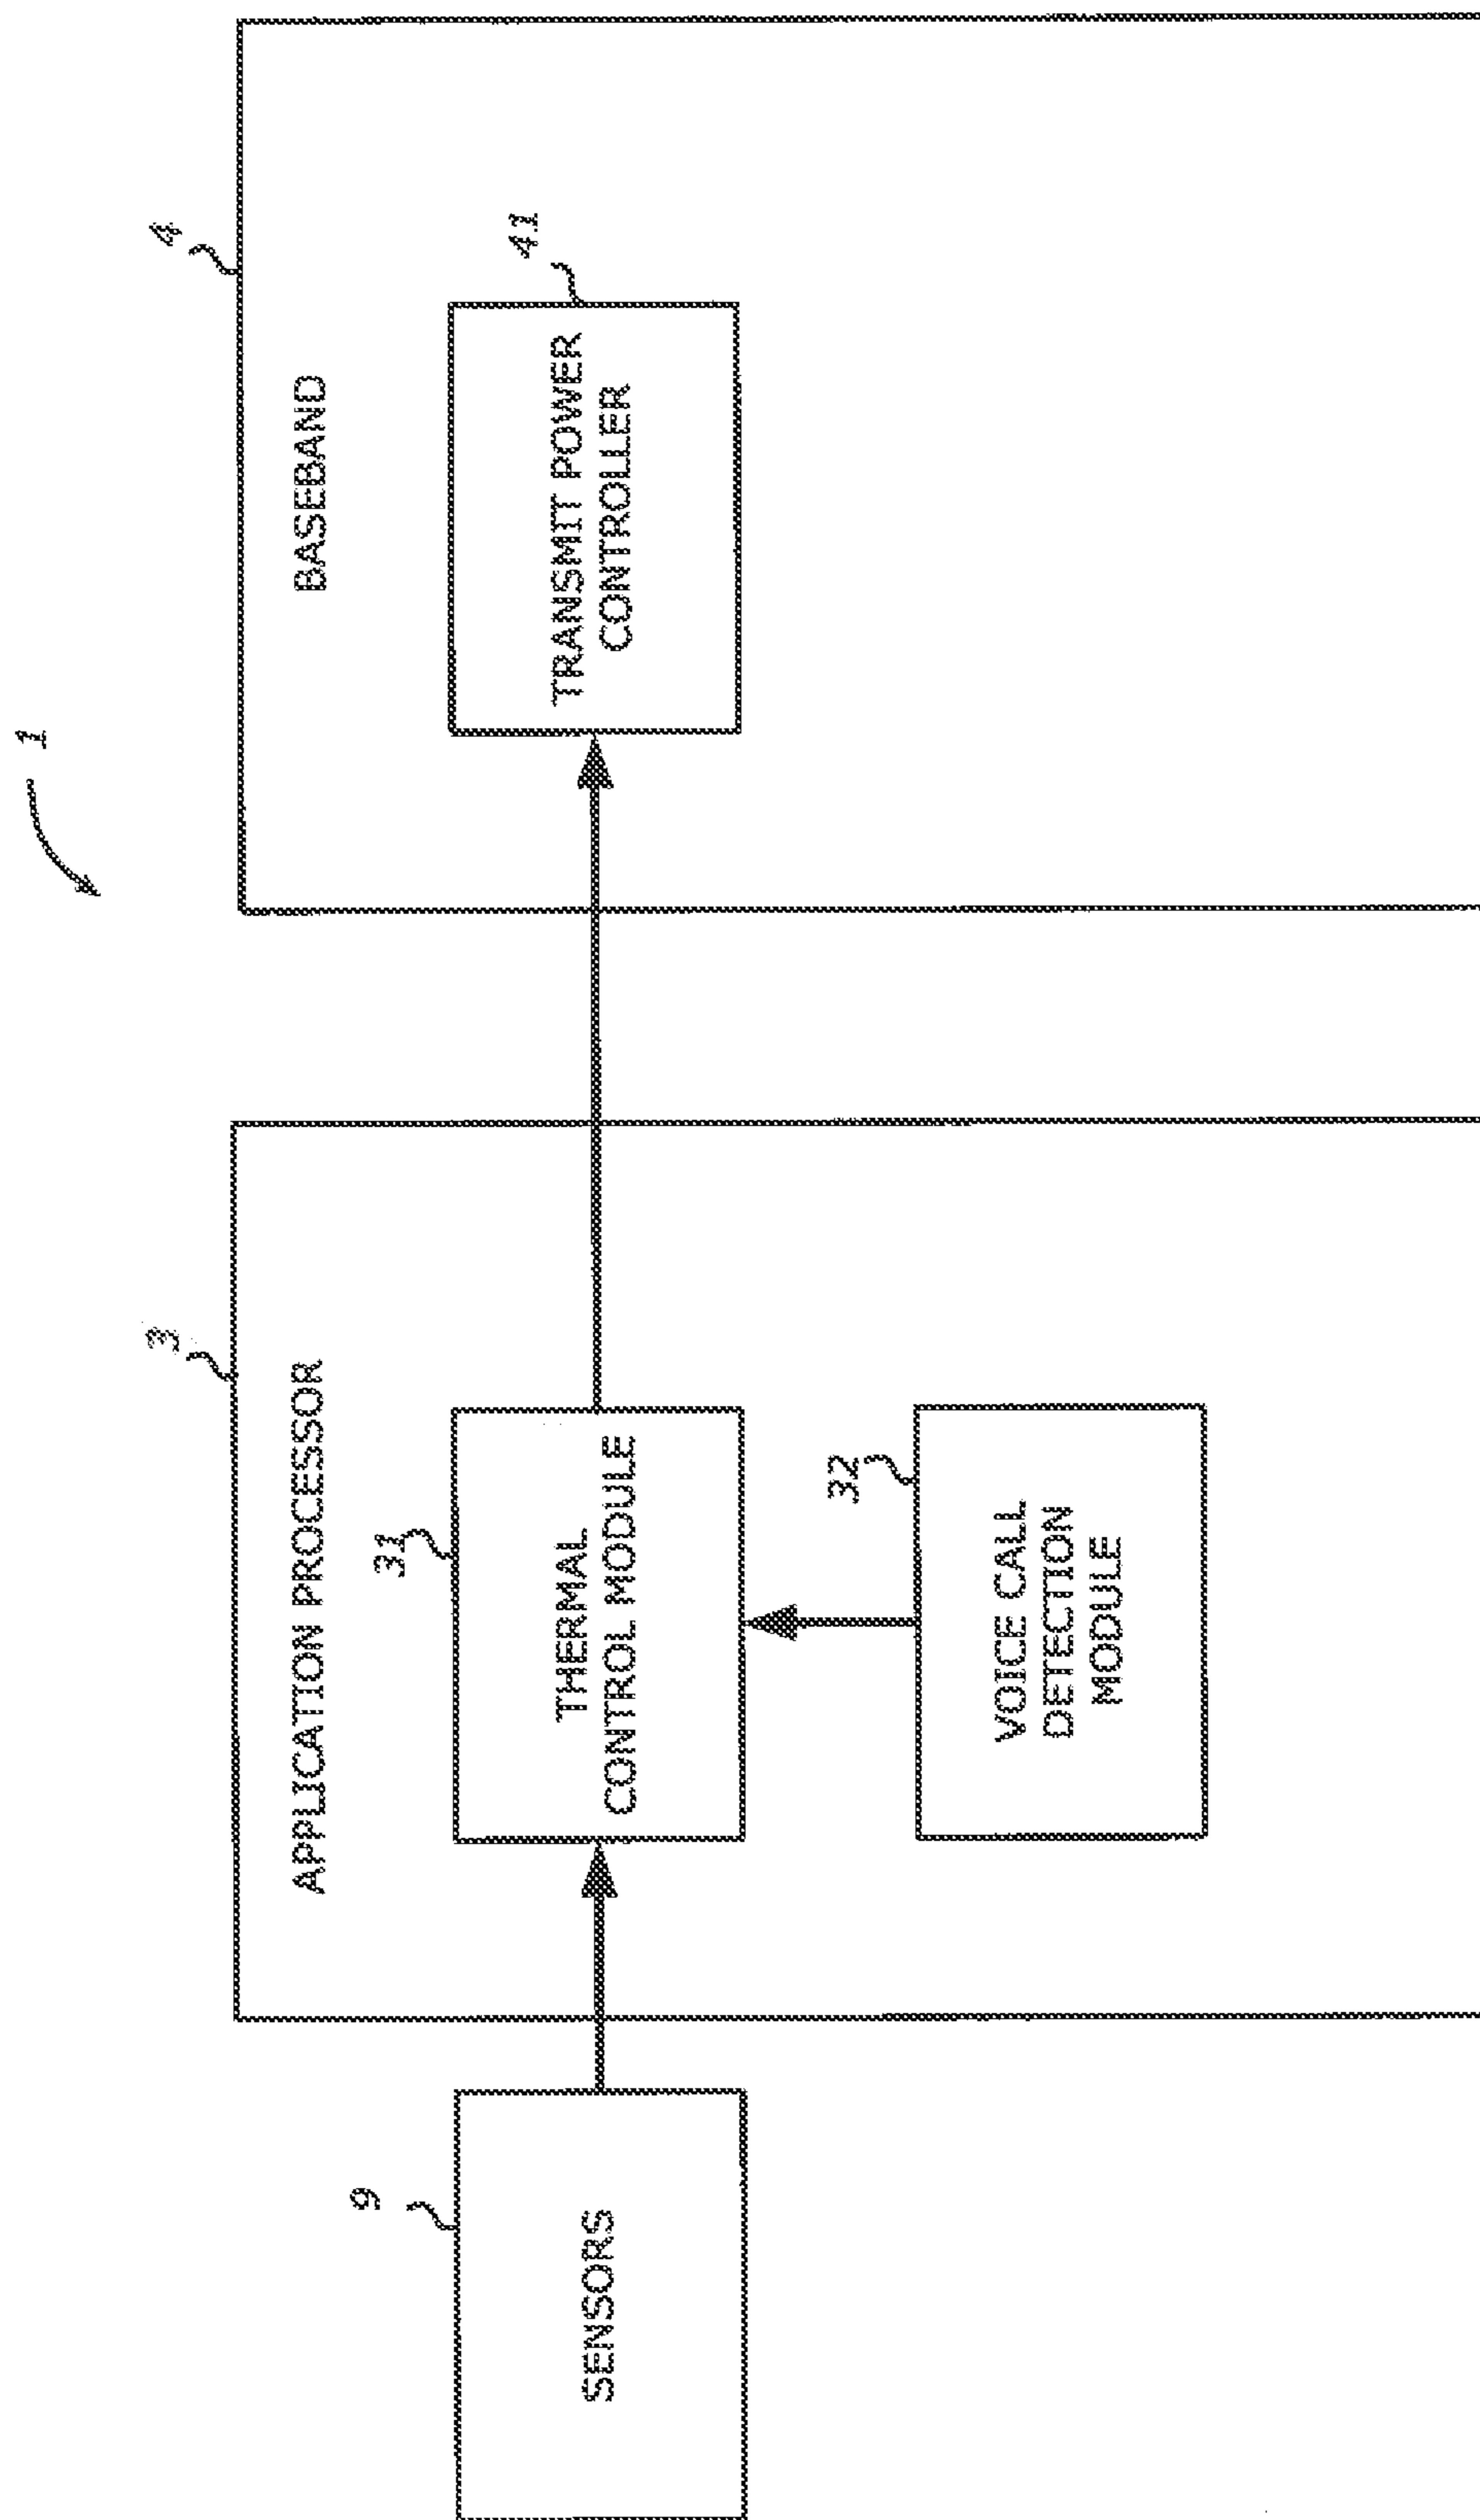 1
9
SENSORS
3
APPLICATION PROCESSOR
31
THERMAL
CONTROL MODULE
32
VOICE CALL
DETECTION
MODULE
4
BASEBAND
41
TRANSMIT POWER
CONTROLLER